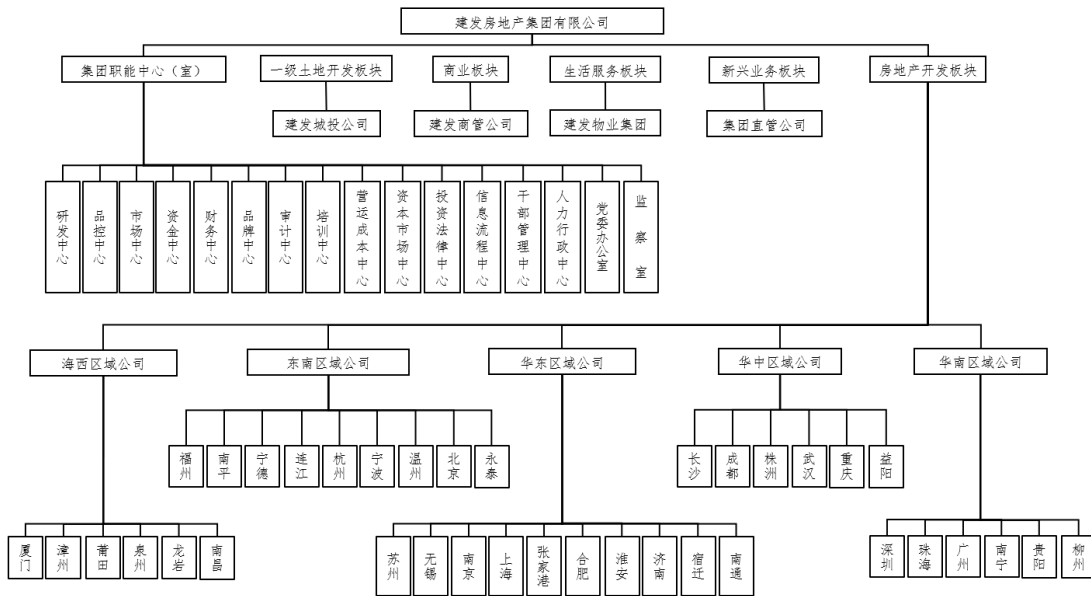 建发房地产集团有限公司
集团职能中心（室）
一级土地开发板块
商业板块
生活服务板块
新兴业务板块
房地产开发板块
建发城投公司
建发商管公司
建发物业集团
集团直管公司
研发中心
品控中心
市场中心
资金中心
财务中心
品牌中心
审计中心
培训中心
营运成本中心
资本市场中心
投资法律中心
信息流程中心
干部管理中心
人力行政中心
党委办公室
监察室
海西区域公司
东南区域公司
华东区域公司
华中区域公司
华南区域公司
福州
南平
宁德
连江
杭州
宁波
温州
北京
永泰
长沙
成都
株洲
武汉
重庆
益阳
厦门
漳州
莆田
泉州
龙岩
南昌
苏州
无锡
南京
上海
张家港
合肥
淮安
济南
宿迁
南通
深圳
珠海
广州
南宁
贵阳
柳州